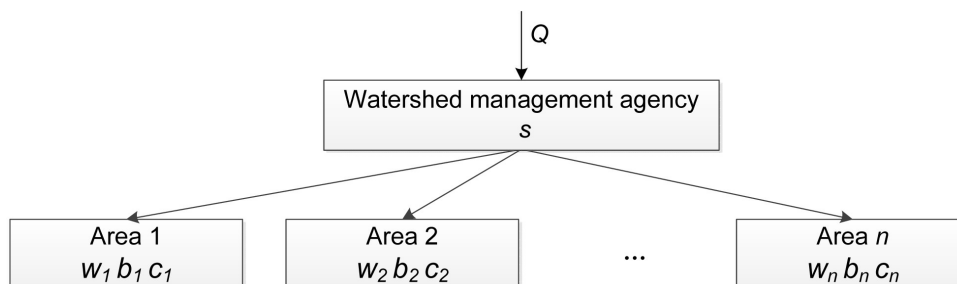 Q
Watershed management agency
s
Area 1
w₁ b₁ c₁
Area 2
w₂ b₂ c₂
...
Area n
wₙ bₙ cₙ